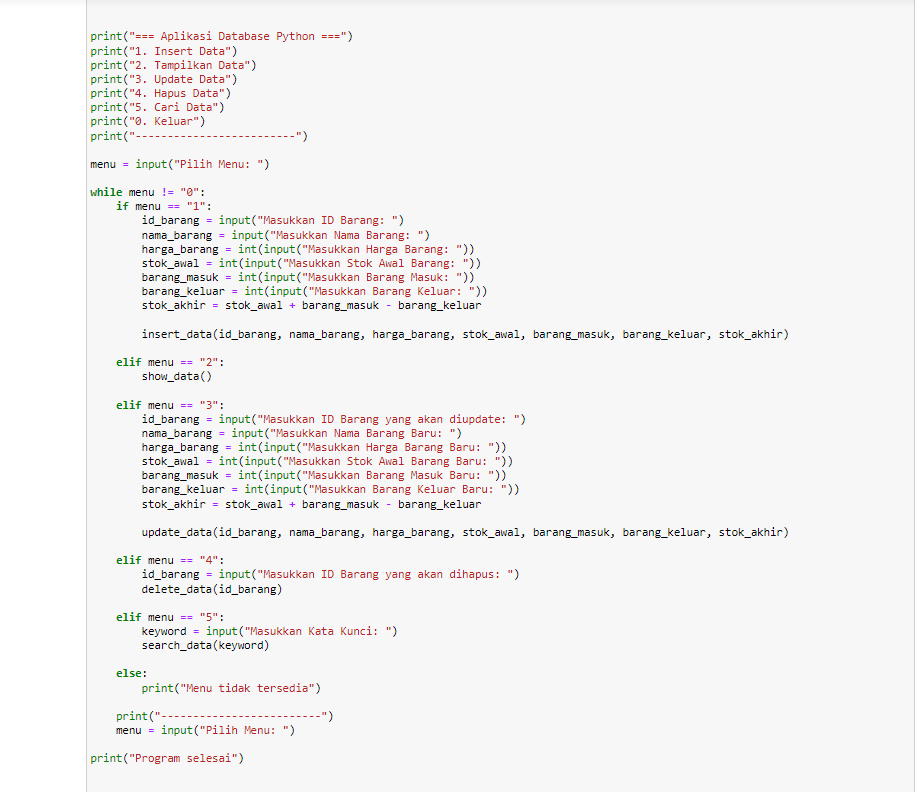 print("=== Aplikasi Database Python ===")
print("1. Insert Data")
print("2. Tampilkan Data")
print("3. Update Data")
print("4. Hapus Data")
print("5. Cari Data")
print("0. Keluar")
print("-------------------------")
menu = input("Pilih Menu: ")
while menu != "0":
    if menu == "1":
        id_barang = input("Masukkan ID Barang: ")
        nama_barang = input("Masukkan Nama Barang: ")
        harga_barang = int(input("Masukkan Harga Barang: "))
        stok_awal = int(input("Masukkan Stok Awal Barang: "))
        barang_masuk = int(input("Masukkan Barang Masuk: "))
        barang_keluar = int(input("Masukkan Barang Keluar: "))
        stok_akhir = stok_awal + barang_masuk - barang_keluar
        insert_data(id_barang, nama_barang, harga_barang, stok_awal, barang_masuk, barang_keluar, stok_akhir)
    elif menu == "2":
        show_data()
    elif menu == "3":
        id_barang = input("Masukkan ID Barang yang akan diupdate: ")
        nama_barang = input("Masukkan Nama Barang Baru: ")
        harga_barang = int(input("Masukkan Harga Barang Baru: "))
        stok_awal = int(input("Masukkan Stok Awal Barang Baru: "))
        barang_masuk = int(input("Masukkan Barang Masuk Baru: "))
        barang_keluar = int(input("Masukkan Barang Keluar Baru: "))
        stok_akhir = stok_awal + barang_masuk - barang_keluar
        update_data(id_barang, nama_barang, harga_barang, stok_awal, barang_masuk, barang_keluar, stok_akhir)
    elif menu == "4":
        id_barang = input("Masukkan ID Barang yang akan dihapus: ")
        delete_data(id_barang)
    elif menu == "5":
        keyword = input("Masukkan Kata Kunci: ")
        search_data(keyword)
    else:
        print("Menu tidak tersedia")
    print("-------------------------")
    menu = input("Pilih Menu: ")
print("Program selesai")